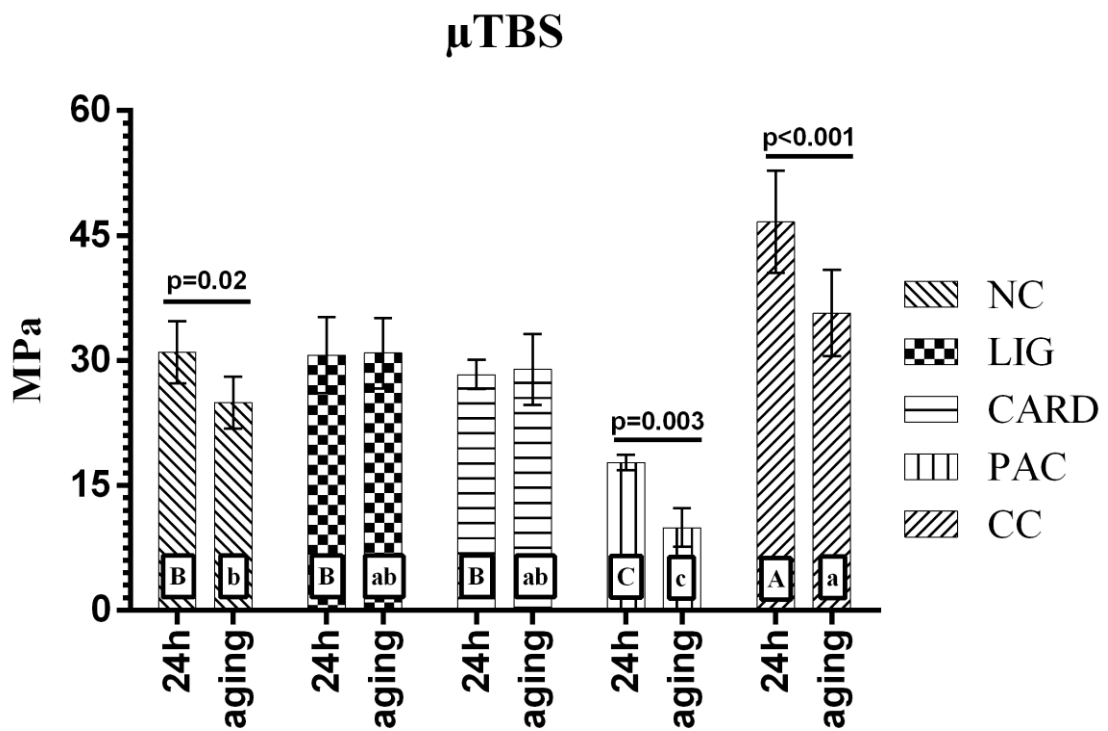 μTBS
MPa
60
45
30
15
0
p=0.02
p=0.003
p<0.001
B
b
B
ab
B
ab
C
c
A
a
24h
aging
24h
aging
24h
aging
24h
aging
24h
aging
NC
LIG
CARD
PAC
CC